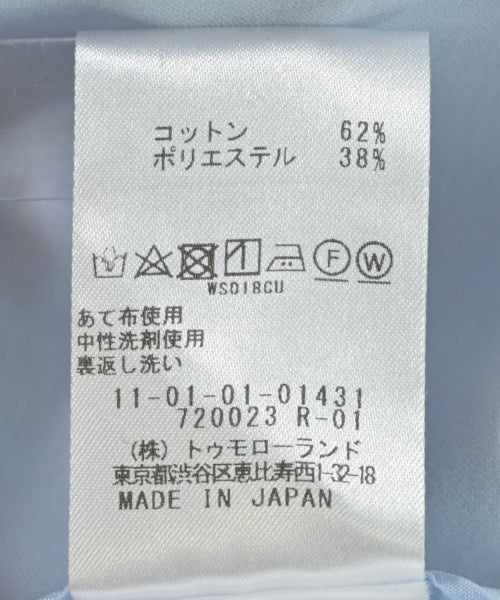 コットン 62%
ポリエステル 38%
F W
WS018CU
あて布使用
中性洗剤使用
裏返し洗い
11-01-01-01431
720023 R-01
(株) トゥモローランド
東京都渋谷区恵比寿西1-32-18
MADE IN JAPAN